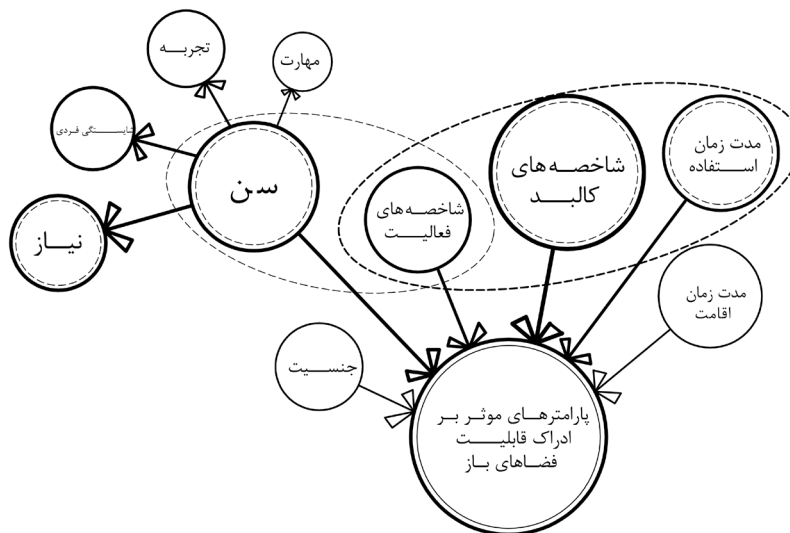 تجربه
مهارت
شایستگی فردی
سن
نیاز
شاخصه‌های
کالبد
مدت زمان
استفاده
شاخصه‌های
فعالیت
مدت زمان
اقامت
جنسیت
پارامترهای موثر بر
ادراک قابلیت
فضاهای باز